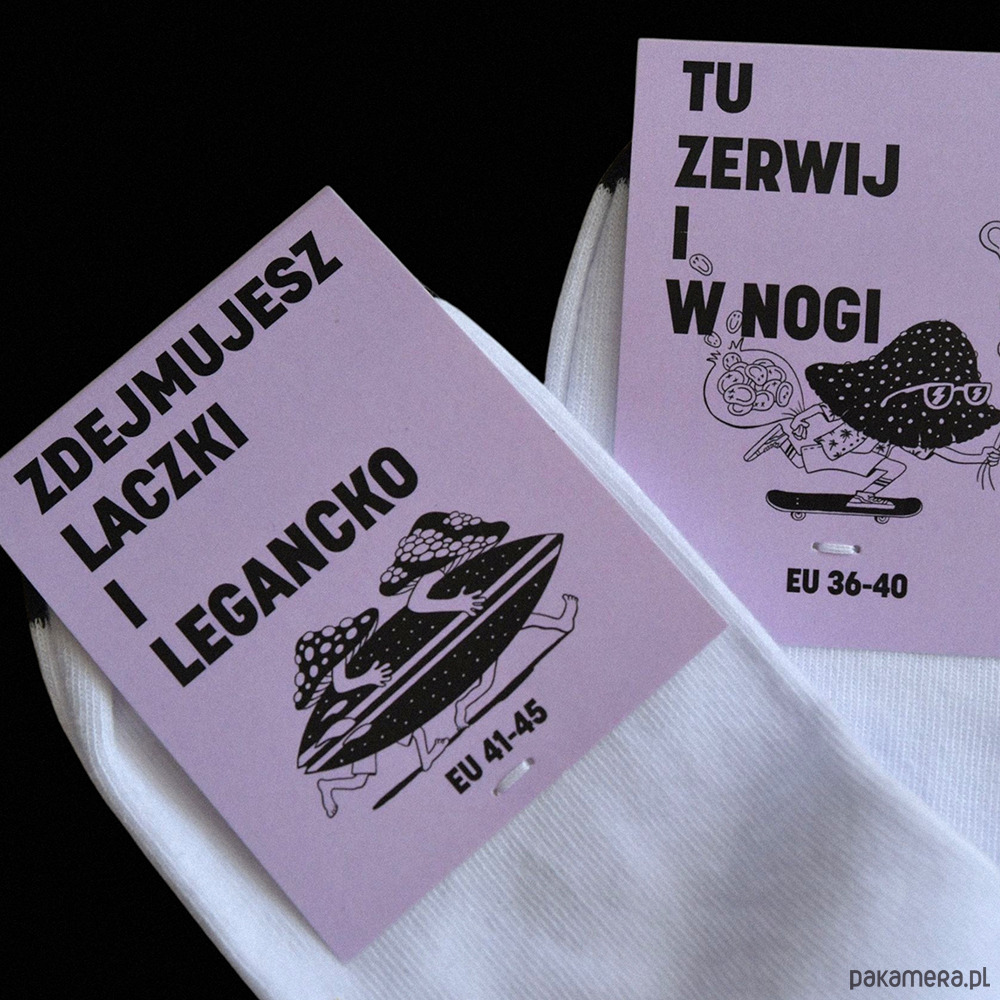 ZDEJMUJESZ
LACZKI
I
LEGANCKO
EU 41-45
TU
ZERWIJ
I
W NOGI
EU 36-40
pakamera.pl